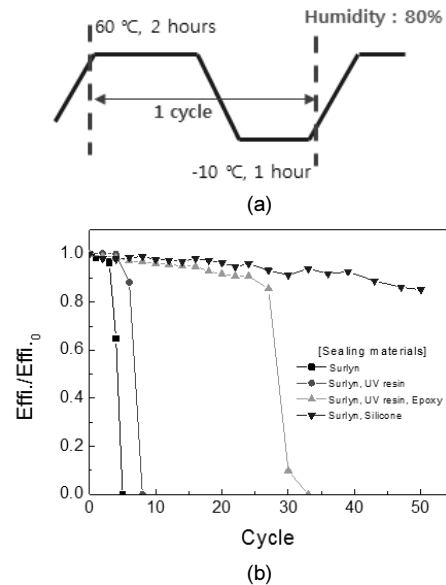 60 ℃, 2 hours
Humidity : 80%
1 cycle
-10 ℃, 1 hour
(a)
1.0
0.8
0.6
0.4
0.2
0.0
Effi./Effi.₀
[Sealing materials]
Surlyn
Surlyn, UV resin
Surlyn, UV resin, Epoxy
Surlyn, Silicone
0 10 20 30 40 50
Cycle
(b)